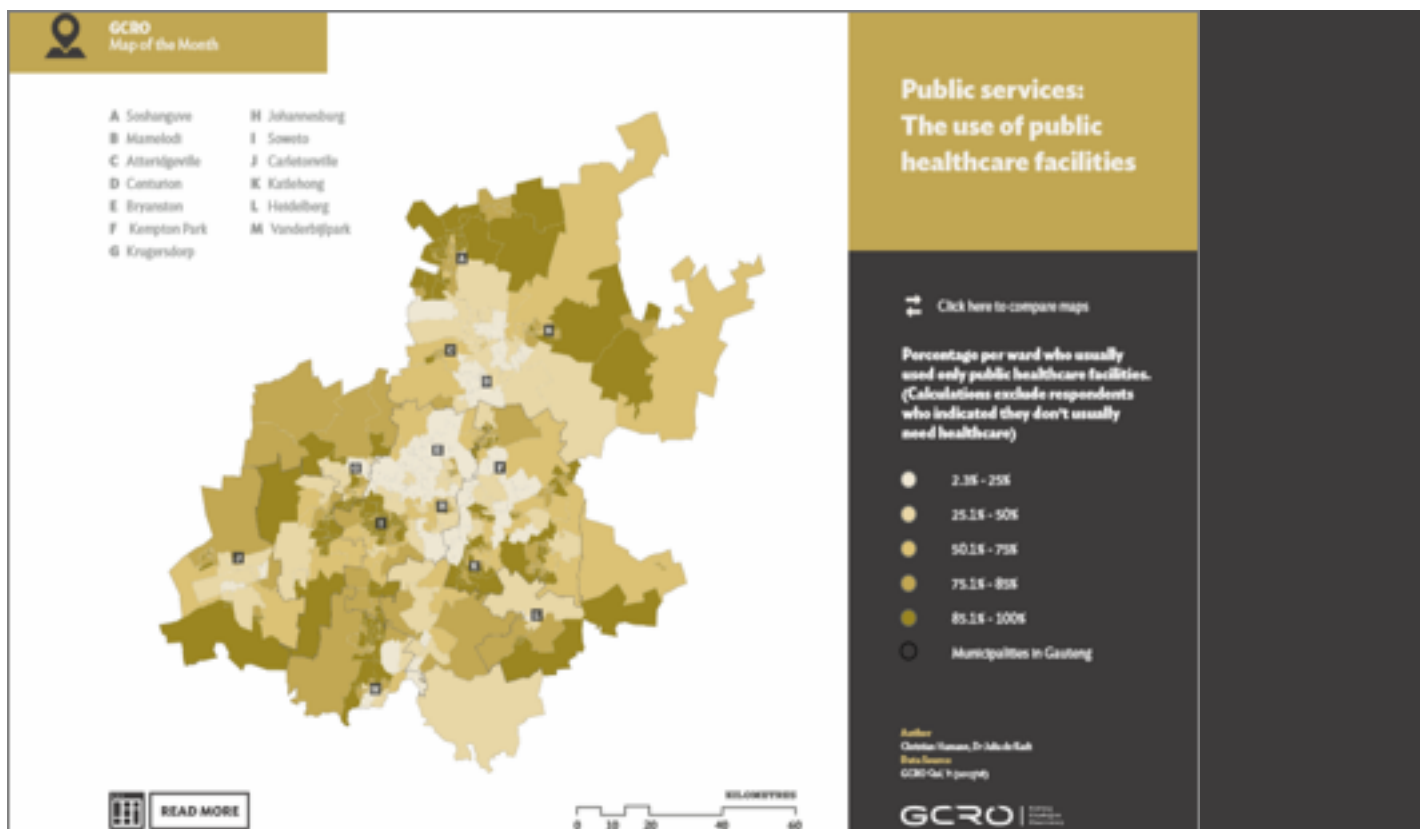 GCRO
Map of the Month
A Soshanguve
B Mamelodi
C Atteridgeville
D Centurion
E Bryanston
F Kempton Park
G Krugersdorp
H Johannesburg
I Soweto
J Carletonville
K Katlehong
L Heidelberg
M Vanderbijlpark
Public services:
The use of public
healthcare facilities
Click here to compare maps
Percentage per ward who usually
used only public healthcare facilities.
(Calculations exclude respondents
who indicated they don't usually
need healthcare)
2.3% - 25%
25.1% - 50%
50.1% - 75%
75.1% - 85%
85.1% - 100%
Municipalities in Gauteng
A
C
F
I
J
L
READ MORE
KILOMETRES
0 10 20 40 60
Author
Data Source
GCRO
GCRO